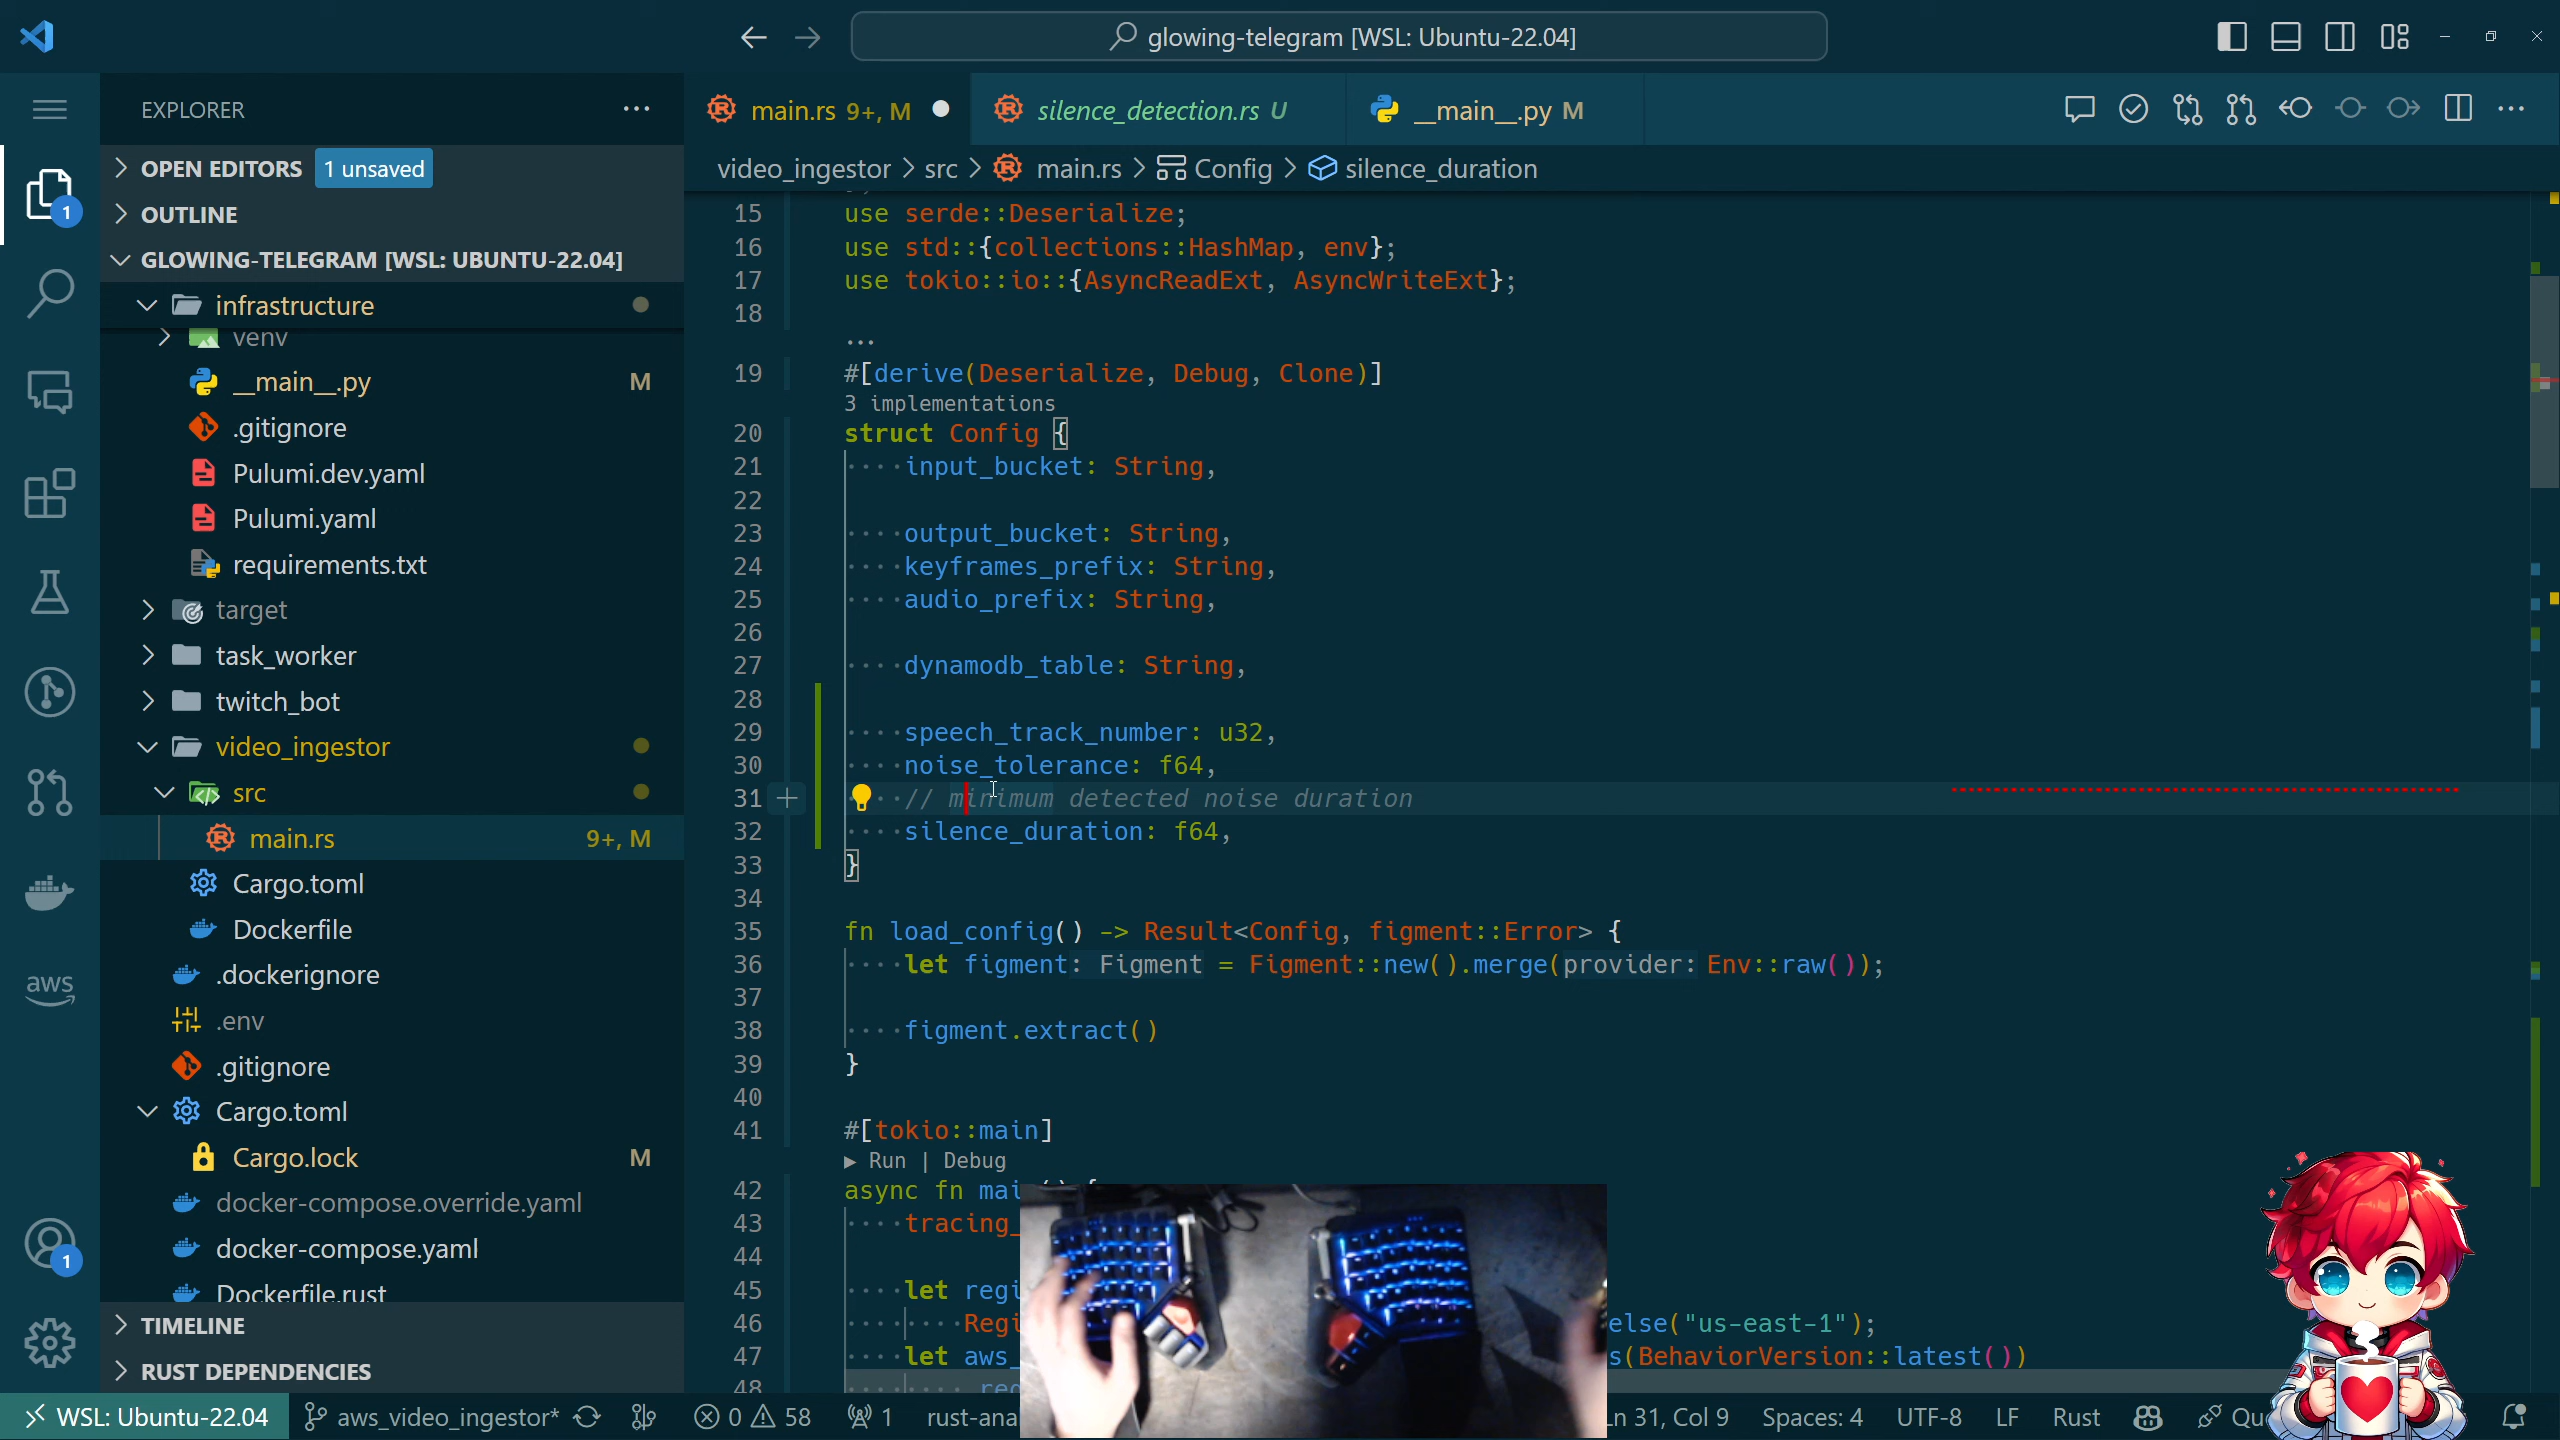 glowing-telegram [WSL: Ubuntu-22.04]
EXPLORER
OPEN EDITORS 1 unsaved
OUTLINE
GLOWING-TELEGRAM [WSL: UBUNTU-22.04]
infrastructure
venv
__main__.py M
.gitignore
Pulumi.dev.yaml
Pulumi.yaml
requirements.txt
target
task_worker
twitch_bot
video_ingestor
src
main.rs 9+, M
Cargo.toml
Dockerfile
.dockerignore
.env
.gitignore
Cargo.toml
Cargo.lock M
docker-compose.override.yaml
docker-compose.yaml
Dockerfile.rust
TIMELINE
RUST DEPENDENCIES
1
aws
1
main.rs 9+, M
silence_detection.rs U
__main__.py M
video_ingestor > src > main.rs > Config > silence_duration
15 use serde::Deserialize;
16 use std::{collections::HashMap, env};
17 use tokio::io::{AsyncReadExt, AsyncWriteExt};
18
...
19 #[derive(Deserialize, Debug, Clone)]
3 implementations
20 struct Config {
21 ····input_bucket: String,
22
23 ····output_bucket: String,
24 ····keyframes_prefix: String,
25 ····audio_prefix: String,
26
27 ····dynamodb_table: String,
28
29 ····speech_track_number: u32,
30 ····noise_tolerance: f64,
31 // minimum detected noise duration
32 ····silence_duration: f64,
33 }
34
35 fn load_config() -> Result<Config, figment::Error> {
36 ····let figment: Figment = Figment::new().merge(provider: Env::raw());
37
38 ····figment.extract()
39 }
40
41 #[tokio::main]
▶ Run | Debug
42 async fn mai
43 ····tracing_
44
45 ····let regi
46 ····Regi else("us-east-1");
47 ····let aws_ s(BehaviorVersion::latest())
48
WSL: Ubuntu-22.04 aws_video_ingestor* 0 58 1 rust-ana Ln 31, Col 9 Spaces: 4 UTF-8 LF Rust